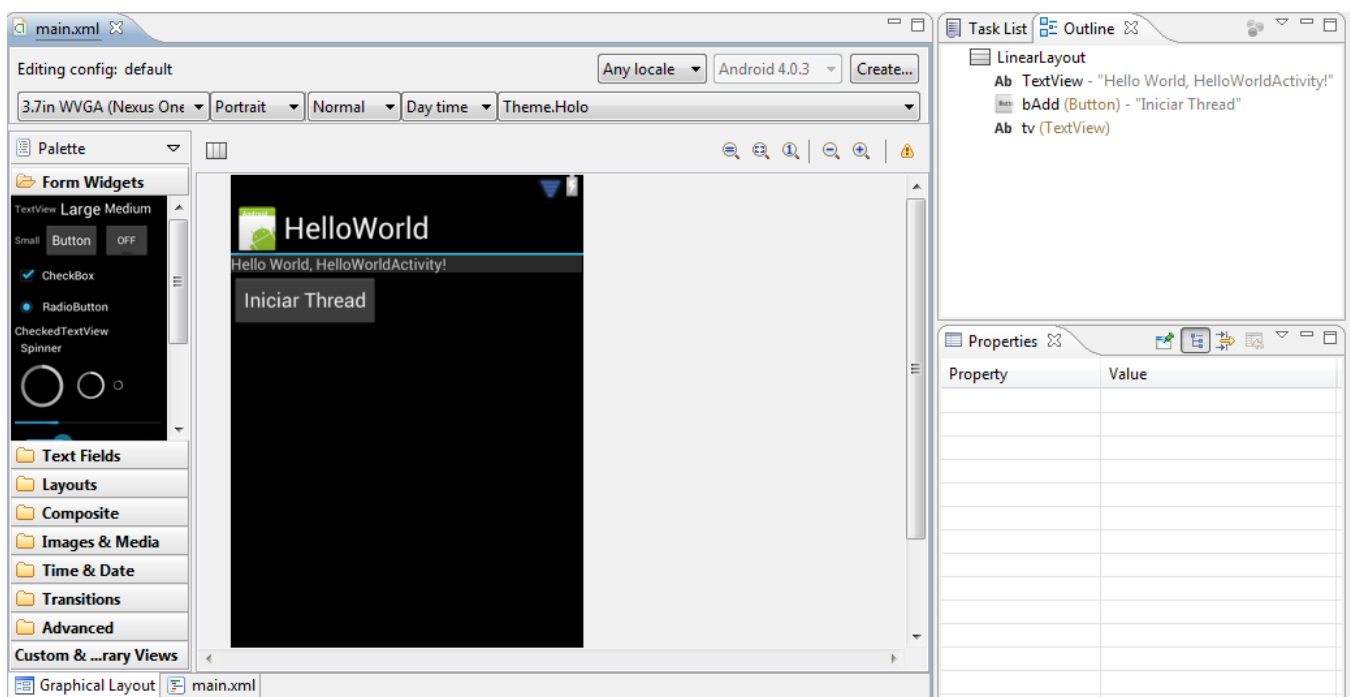 main.xml
Editing config: default
Any locale
Android 4.0.3
Create...
3.7in WVGA (Nexus One
Portrait
Normal
Day time
Theme.Holo
Palette
Form Widgets
TextView Large Medium
Small Button OFF
CheckBox
RadioButton
CheckedTextView
Spinner
Text Fields
Layouts
Composite
Images & Media
Time & Date
Transitions
Advanced
Custom & ...rary Views
Android
HelloWorld
Hello World, HelloWorldActivity!
Iniciar Thread
Graphical Layout
main.xml
Task List
Outline
LinearLayout
Ab TextView - "Hello World, HelloWorldActivity!"
bAdd (Button) - "Iniciar Thread"
Ab tv (TextView)
Properties
Property Value